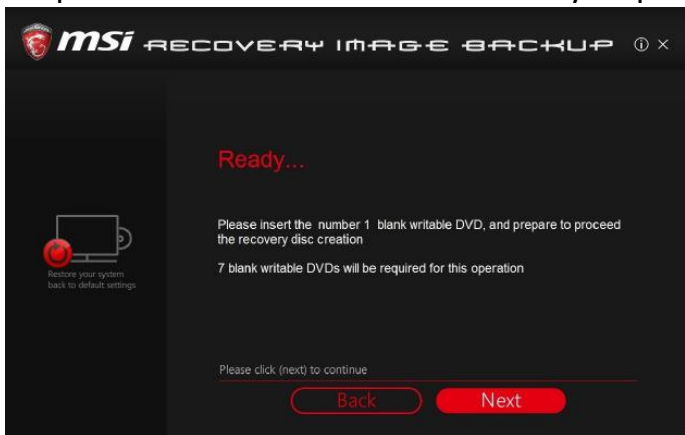 msi RECOVERY IMAGE BACKUP
Ready...
Please insert the number 1 blank writable DVD, and prepare to proceed
the recovery disc creation
7 blank writable DVDs will be required for this operation
Restore your system
back to default settings
Please click (next) to continue
Back Next